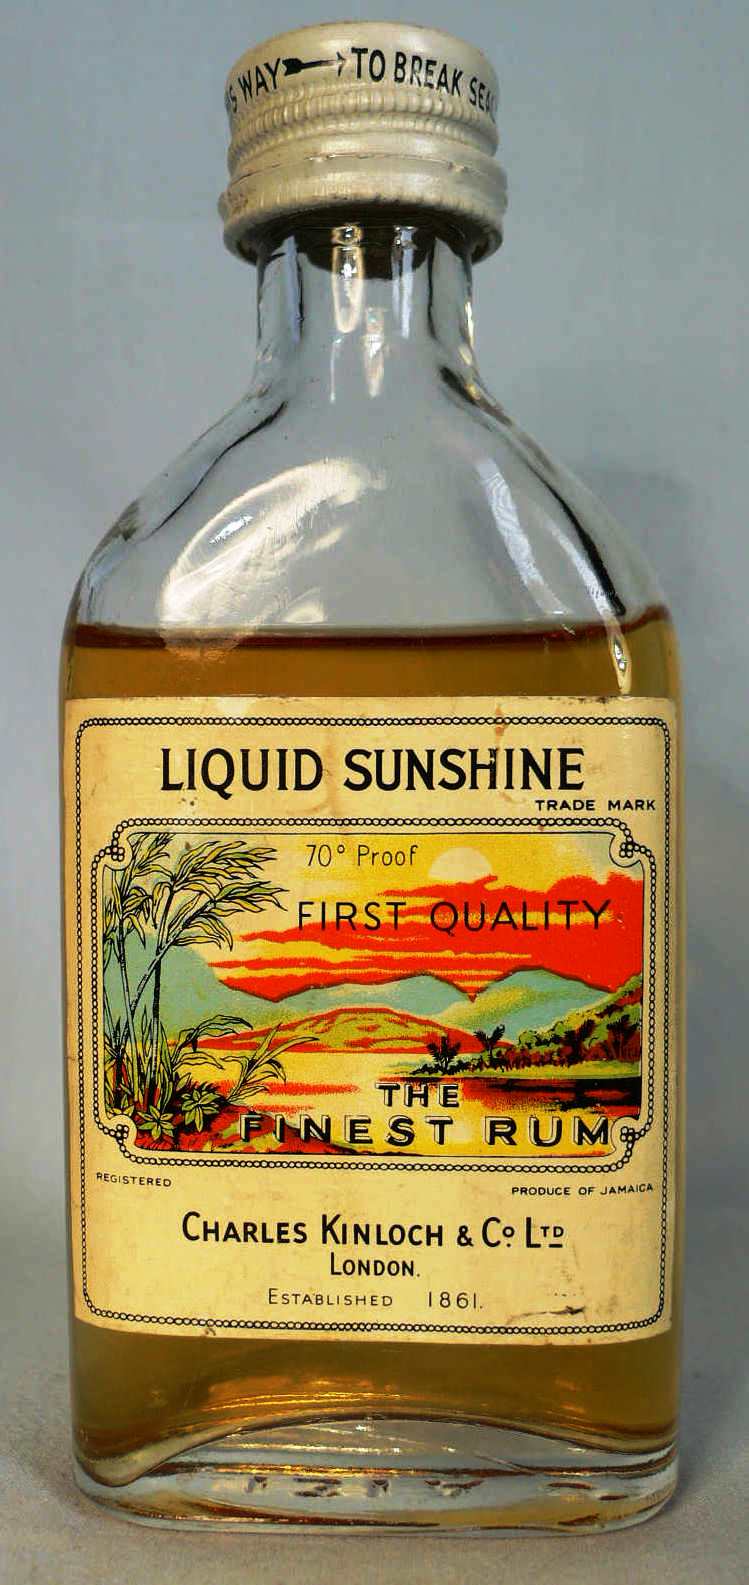 WAY TO BREAK SEAL
LIQUID SUNSHINE
TRADE MARK
70° Proof
FIRST QUALITY
THE
FINEST RUM
REGISTERED
PRODUCE OF JAMAICA
CHARLES KINLOCH & Co LTD
LONDON.
ESTABLISHED 1861.